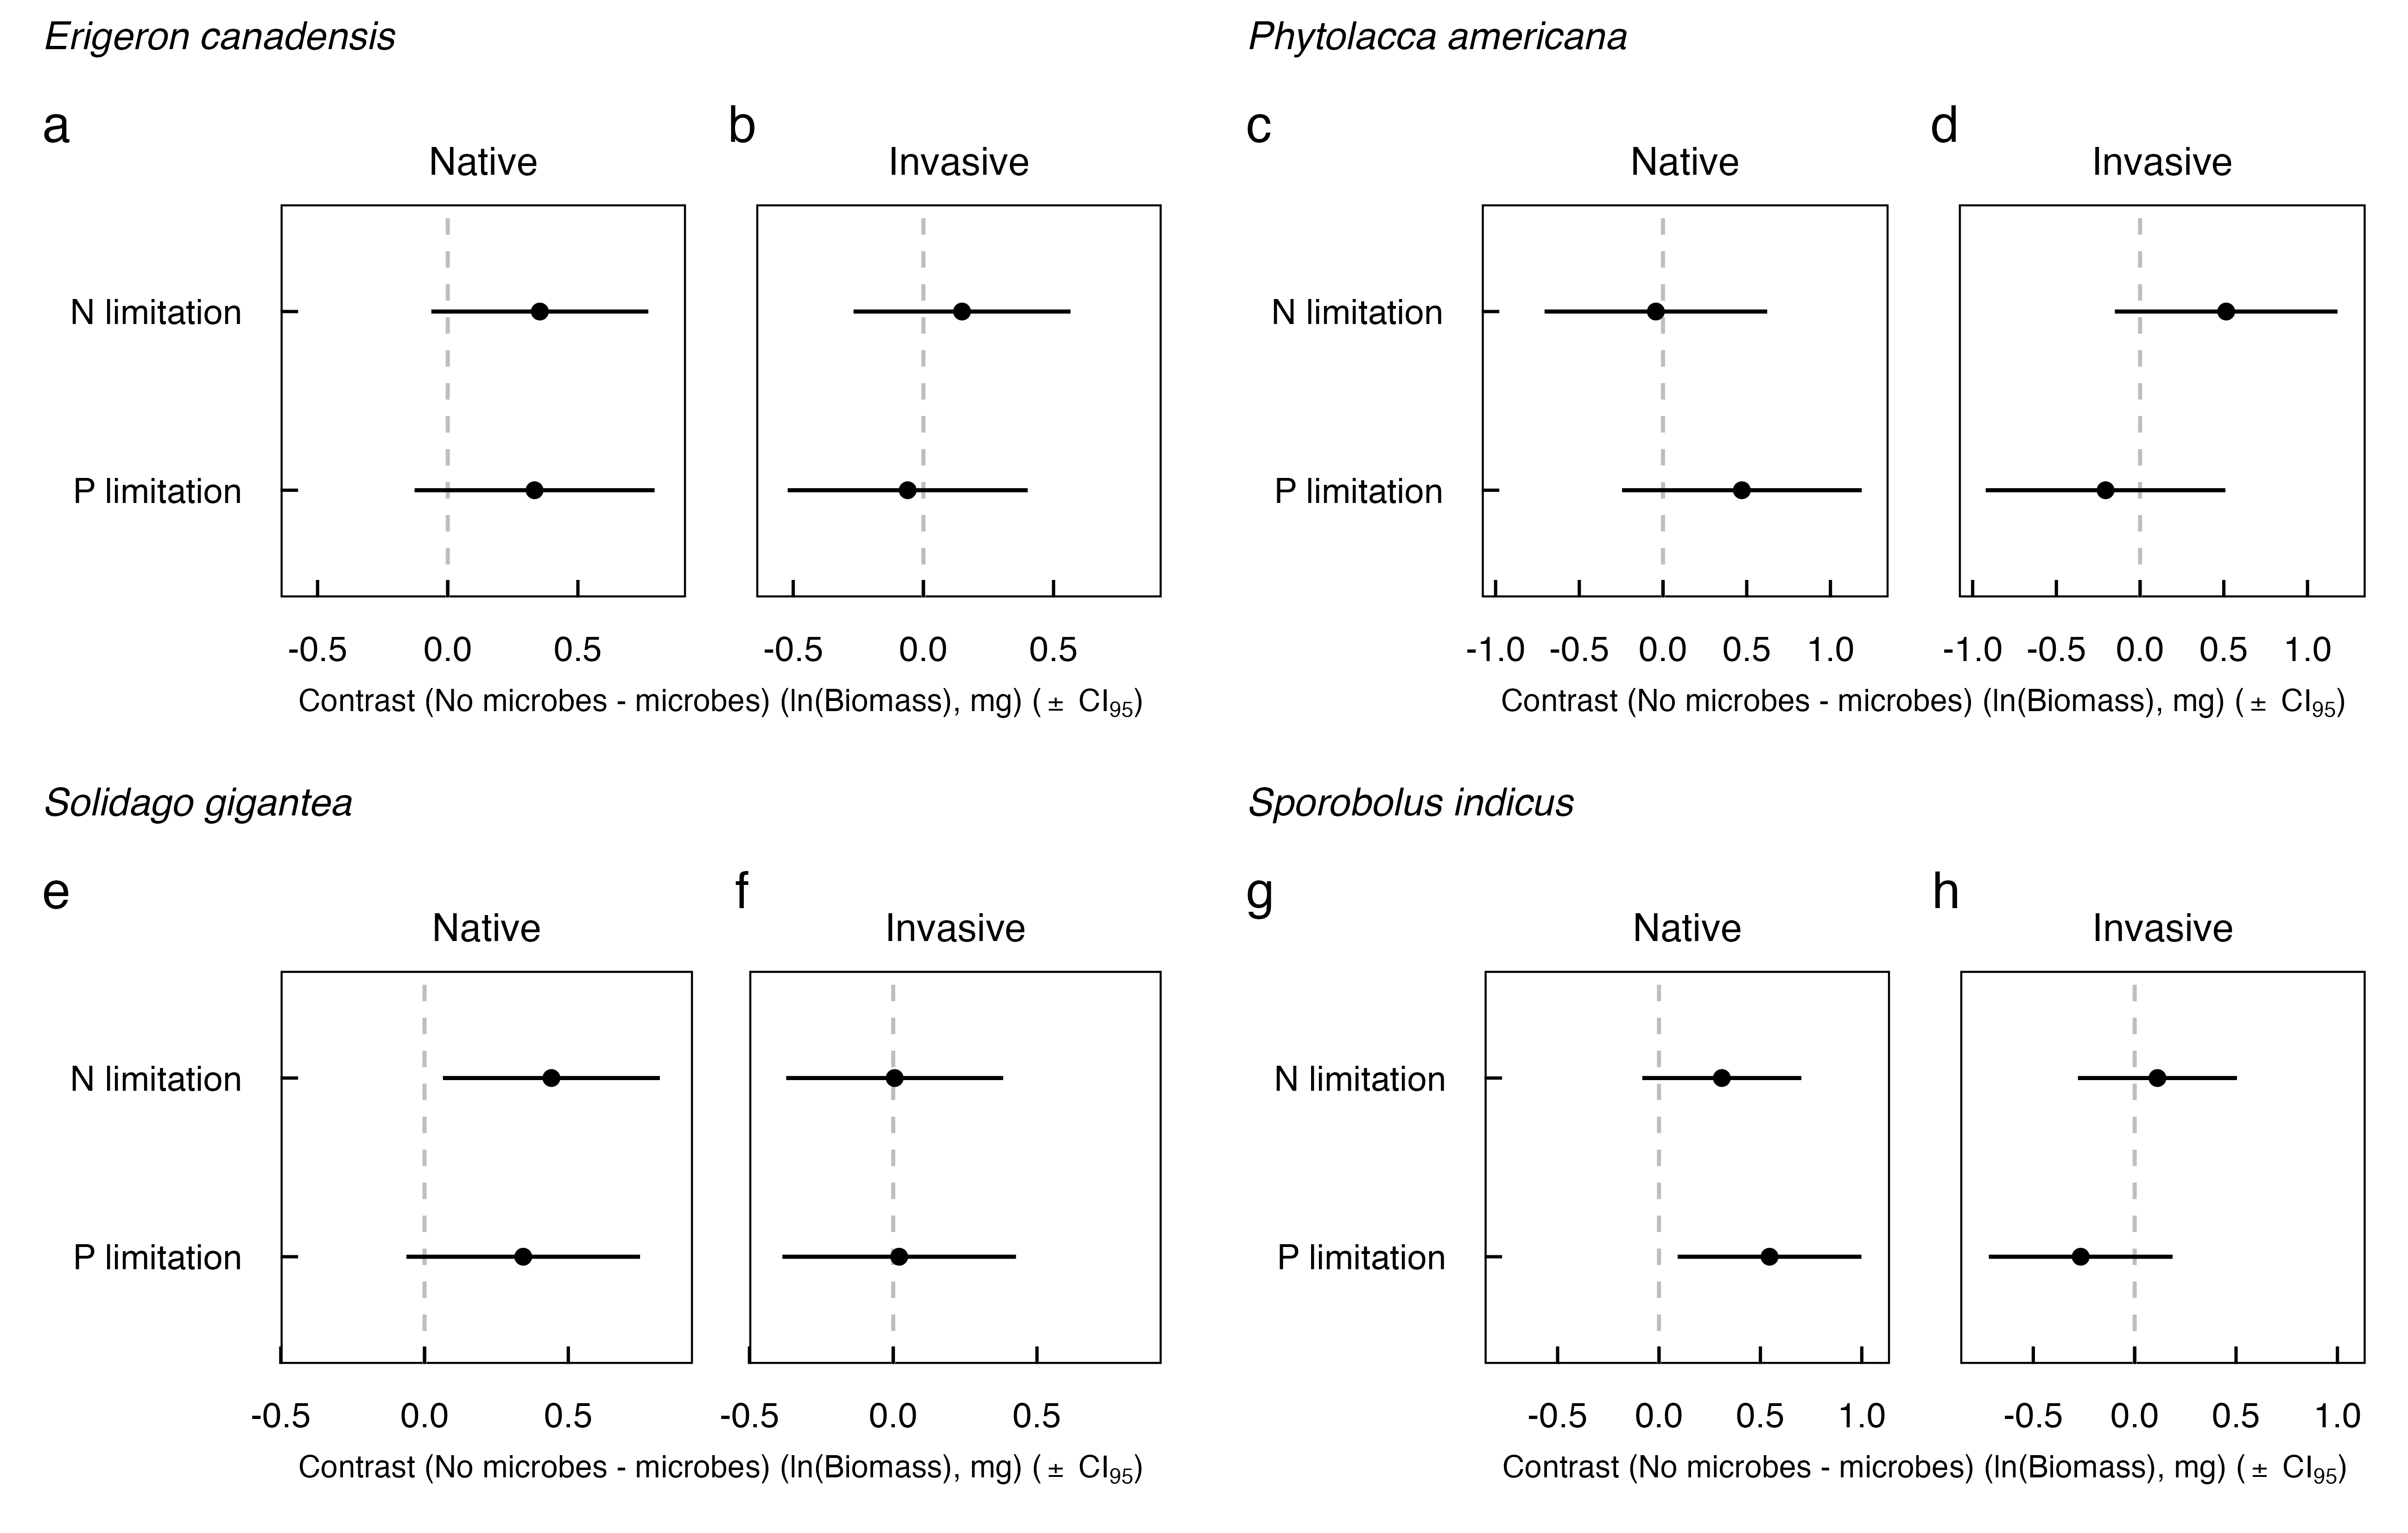 Erigeron canadensis
a
Native
b
Invasive
N limitation
P limitation
-0.5 0.0 0.5
-0.5 0.0 0.5
Contrast (No microbes - microbes) (ln(Biomass), mg) ( ± CI95)
Phytolacca americana
c
Native
d
Invasive
N limitation
P limitation
-1.0 -0.5 0.0 0.5 1.0
-1.0 -0.5 0.0 0.5 1.0
Contrast (No microbes - microbes) (ln(Biomass), mg) ( ± CI95)
Solidago gigantea
e
Native
f
Invasive
N limitation
P limitation
-0.5 0.0 0.5
-0.5 0.0 0.5
Contrast (No microbes - microbes) (ln(Biomass), mg) ( ± CI95)
Sporobolus indicus
g
Native
h
Invasive
N limitation
P limitation
-0.5 0.0 0.5 1.0
-0.5 0.0 0.5 1.0
Contrast (No microbes - microbes) (ln(Biomass), mg) ( ± CI95)